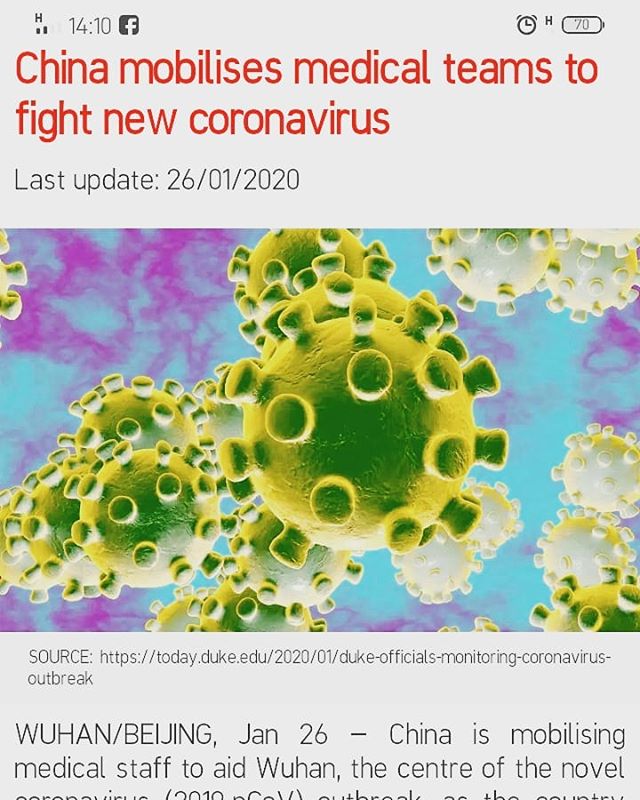 H 14:10 H 70
China mobilises medical teams to
fight new coronavirus
Last update: 26/01/2020
SOURCE: https://today.duke.edu/2020/01/duke-officials-monitoring-coronavirus-
outbreak
WUHAN/BEIJING, Jan 26 – China is mobilising
medical staff to aid Wuhan, the centre of the novel
coronavirus (2019-nCoV) outbreak, as the country